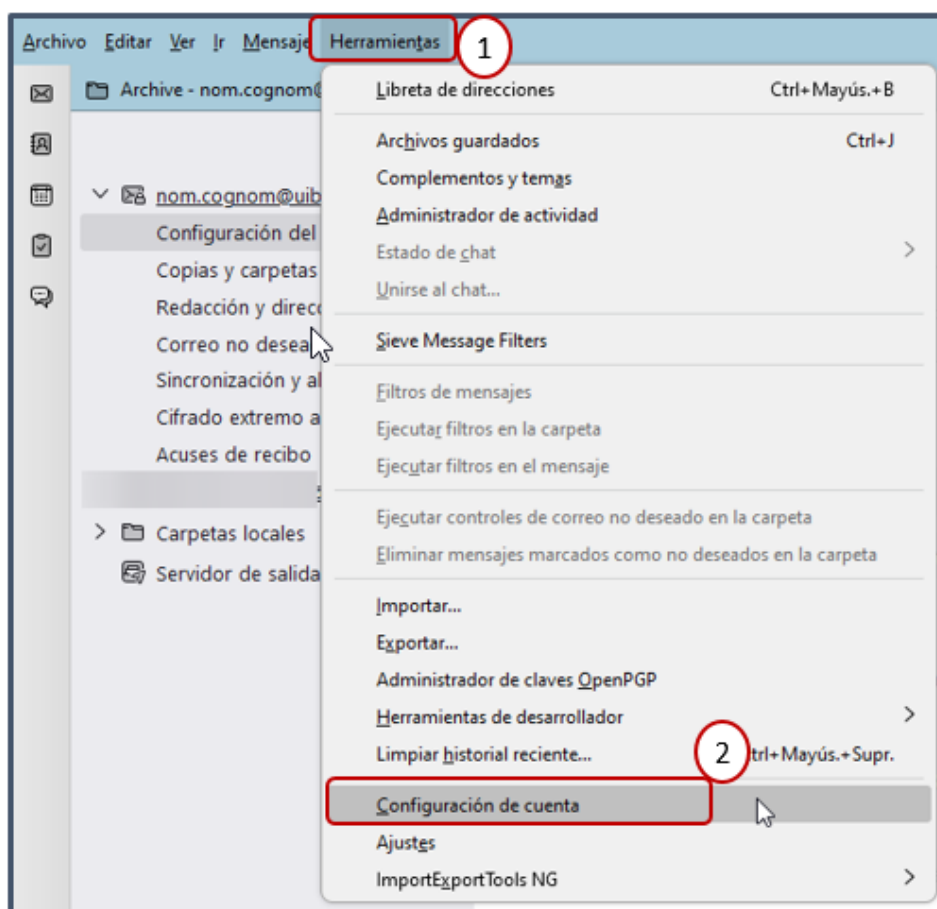 Archivo Editar Ver Ir Mensaje Herramientas 1
Archive - nom.cognom@
nom.cognom@uib
Configuración del
Copias y carpetas
Redacción y direcc
Correo no desea
Sincronización y al
Cifrado extremo a
Acuses de recibo
Carpetas locales
Servidor de salida
Libreta de direcciones Ctrl+Mayús.+B
Archivos guardados Ctrl+J
Complementos y temas
Administrador de actividad
Estado de chat
Unirse al chat...
Sieve Message Filters
Filtros de mensajes
Ejecutar filtros en la carpeta
Ejecutar filtros en el mensaje
Ejecutar controles de correo no deseado en la carpeta
Eliminar mensajes marcados como no deseados en la carpeta
Importar...
Exportar...
Administrador de claves OpenPGP
Herramientas de desarrollador
Limpiar historial reciente... 2 trl+Mayús.+Supr.
Configuración de cuenta
Ajustes
ImportExportTools NG